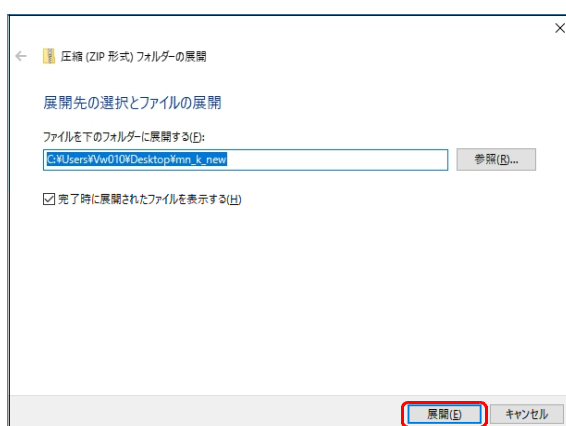 圧縮 (ZIP 形式) フォルダーの展開
展開先の選択とファイルの展開
ファイルを下のフォルダーに展開する(F):
C:¥Users¥Vw010¥Desktop¥mn_k_new
参照(R)...
完了時に展開されたファイルを表示する(H)
展開(E)
キャンセル